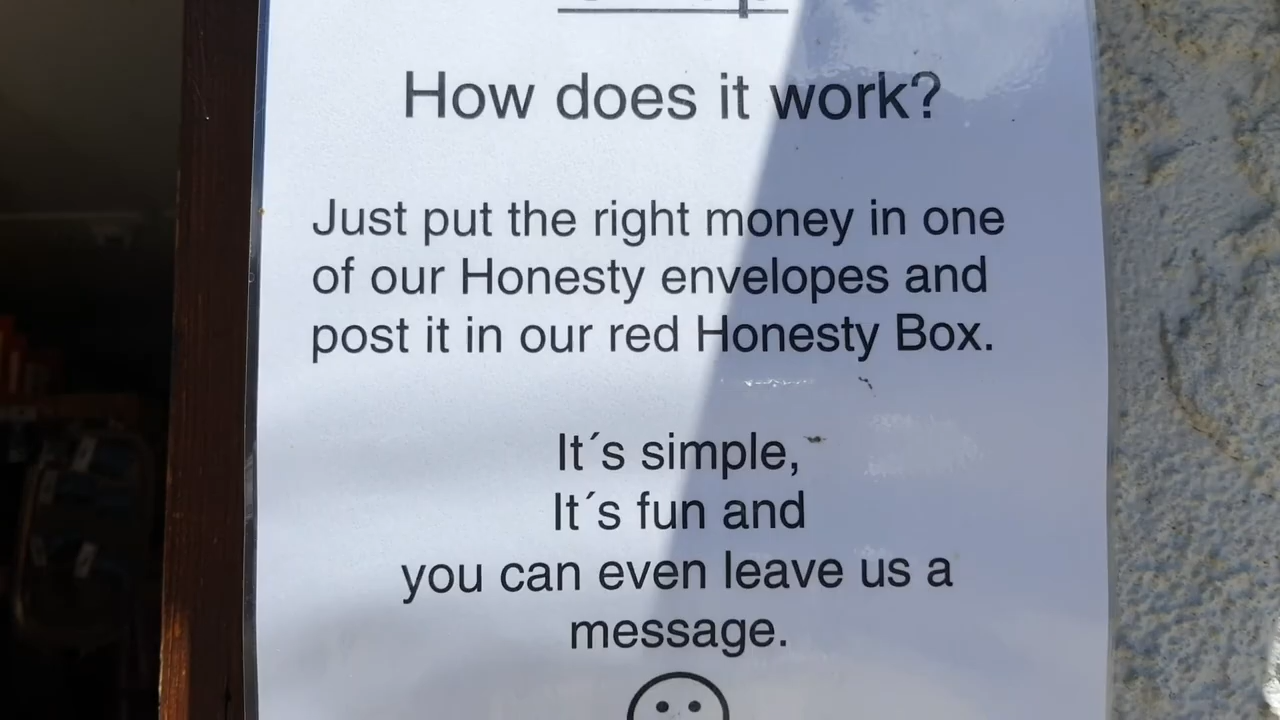 How does it work?
Just put the right money in one
of our Honesty envelopes and
post it in our red Honesty Box.
It´s simple,
It´s fun and
you can even leave us a
message.